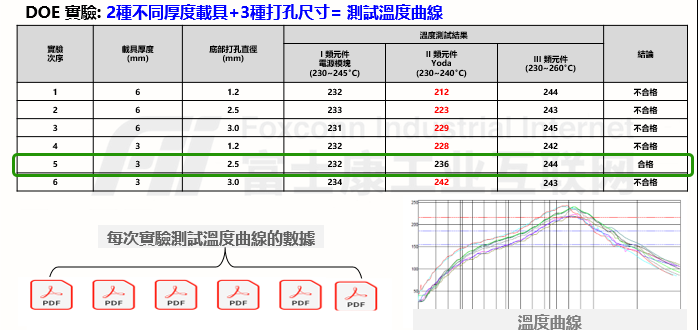 DOE 實驗: 2種不同厚度載具+3種打孔尺寸= 測試溫度曲線
實驗次序 載具厚度 (mm) 底部打孔直徑 (mm) 溫度測試結果 結論
I 類元件 電源模塊 (230~245°C) II 類元件 Yoda (230~240°C) III 類元件 (230~260°C)
1 6 1.2 232 212 244 不合格
2 6 2.5 233 223 243 不合格
3 6 3.0 231 229 245 不合格
4 3 1.2 232 228 242 不合格
5 3 2.5 232 236 244 合格
6 3 3.0 234 242 243 不合格
Foxconn Industrial Internet
富士康工业互联网
每次實驗測試溫度曲線的數據
PDF PDF PDF PDF PDF PDF
溫度曲線